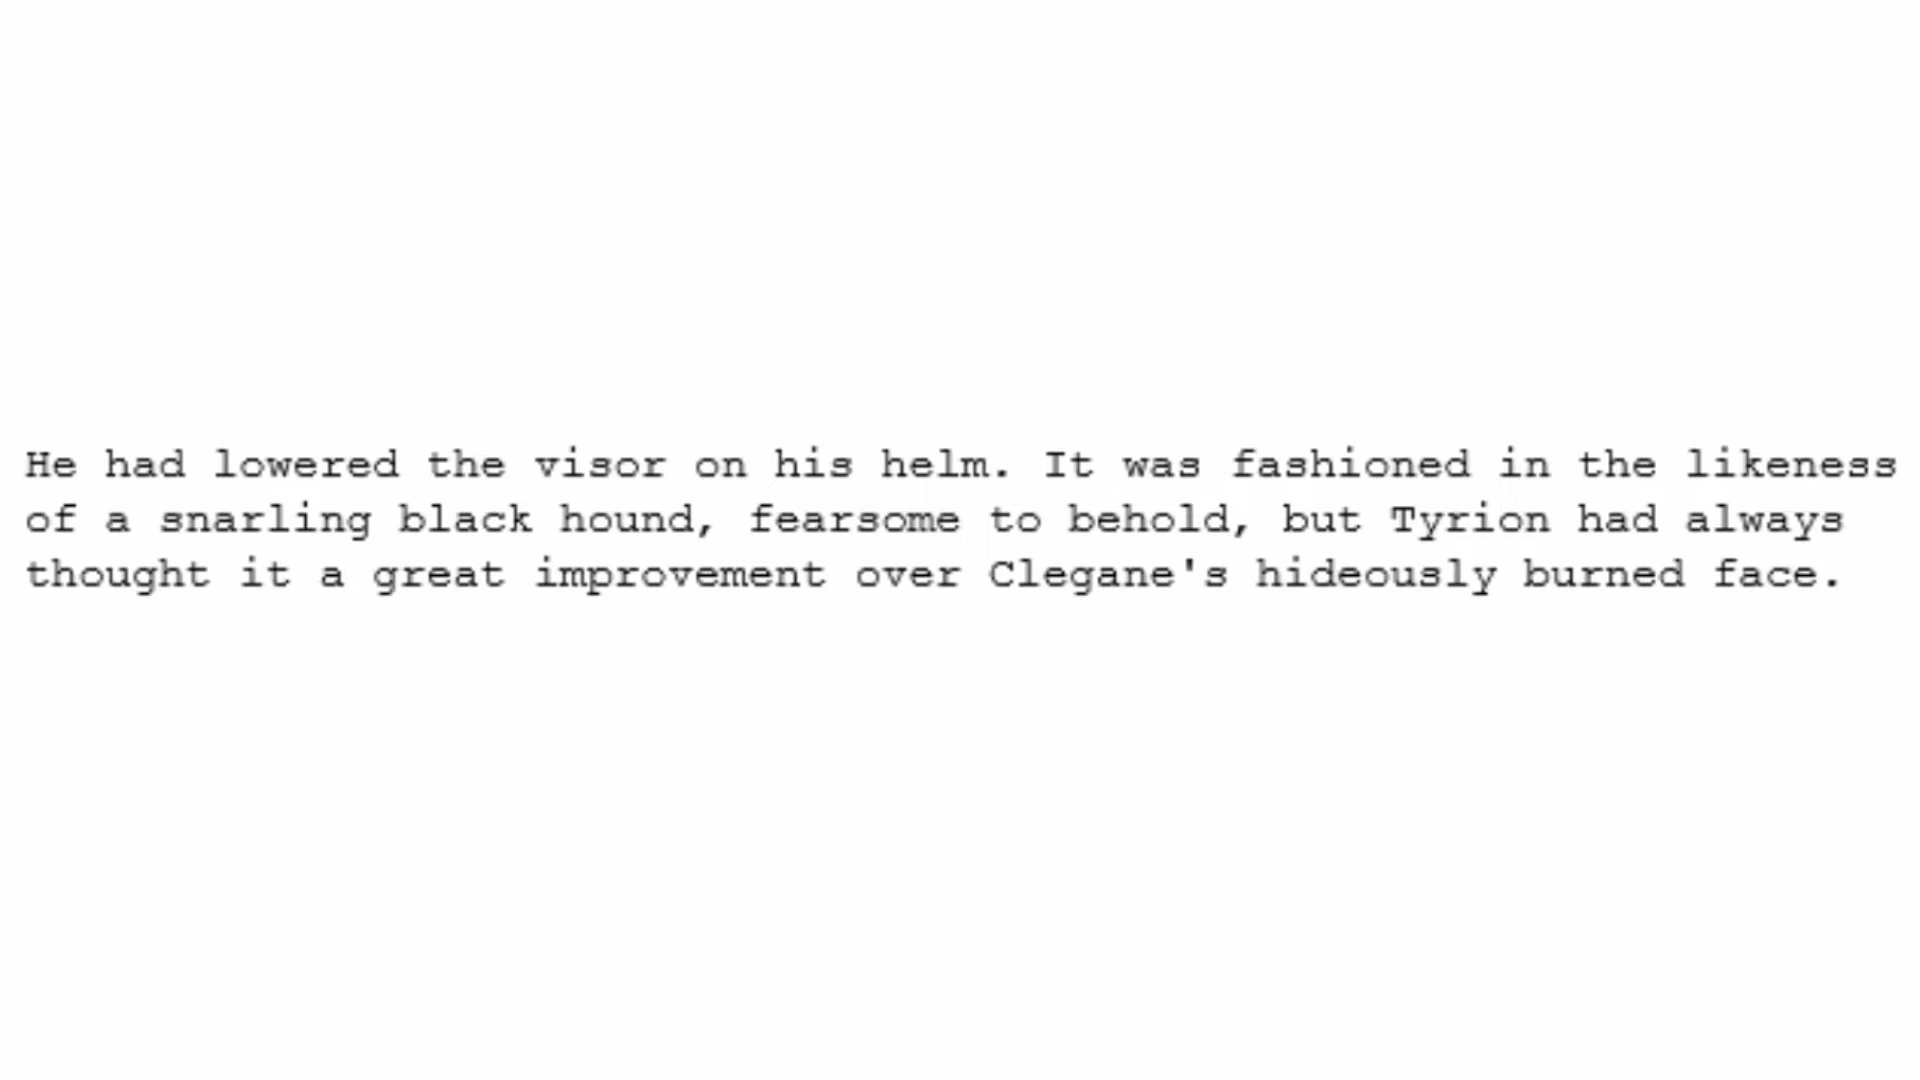 He had lowered the visor on his helm. It was fashioned in the likeness
of a snarling black hound, fearsome to behold, but Tyrion had always
thought it a great improvement over Clegane's hideously burned face.